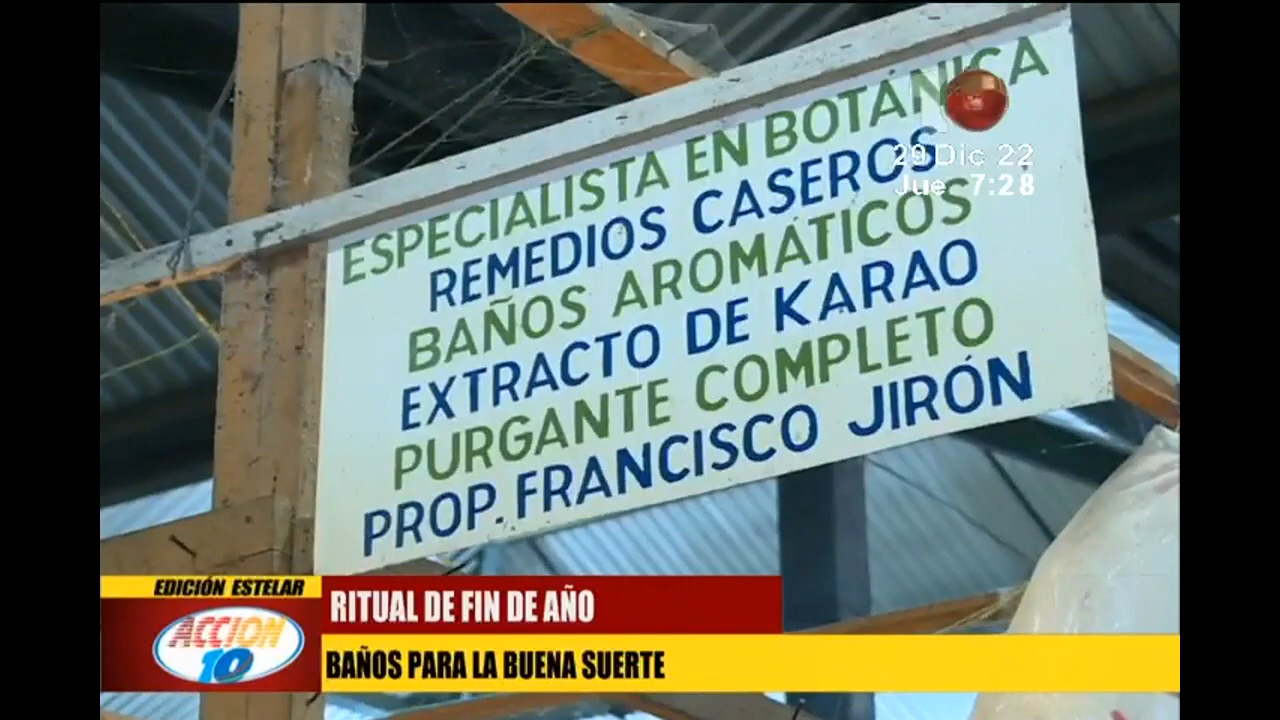 ESPECIALISTA EN BOTÁNICA
REMEDIOS CASEROS
BAÑOS AROMÁTICOS
EXTRACTO DE KARAO
PURGANTE COMPLETO
PROP. FRANCISCO JIRÓN
29 Dic 22
Jue 7:28
EDICIÓN ESTELAR
ACCION
10
RITUAL DE FIN DE AÑO
BAÑOS PARA LA BUENA SUERTE